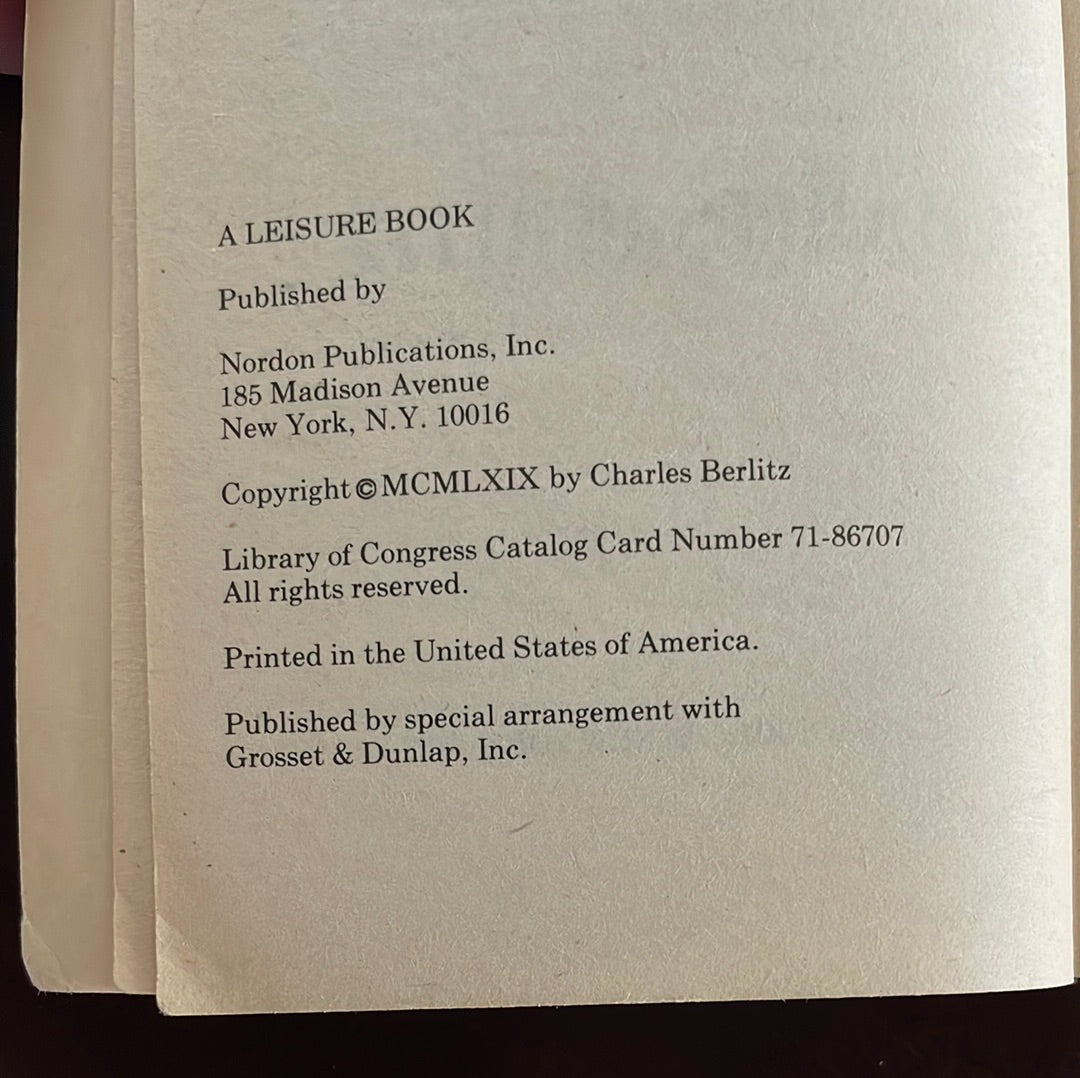 A LEISURE BOOK
Published by
Nordon Publications, Inc.
185 Madison Avenue
New York, N.Y. 10016
Copyright © MCMLXIX by Charles Berlitz
Library of Congress Catalog Card Number 71-86707
All rights reserved.
Printed in the United States of America.
Published by special arrangement with
Grosset & Dunlap, Inc.